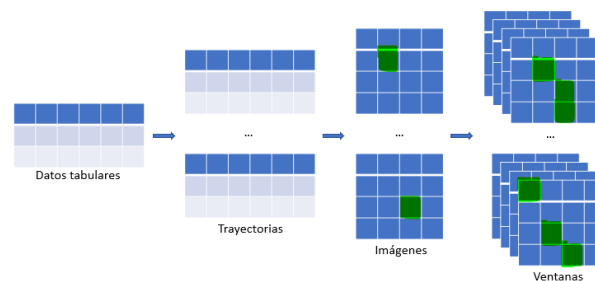 ...
...
...
Datos tabulares
Trayectorias
Imágenes
Ventanas